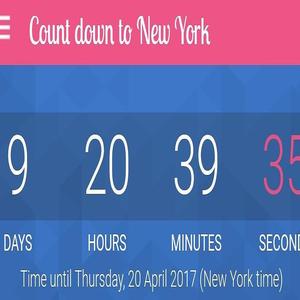 Count down to New York
9 20 39 35
DAYS HOURS MINUTES SECOND
Time until Thursday, 20 April 2017 (New York time)